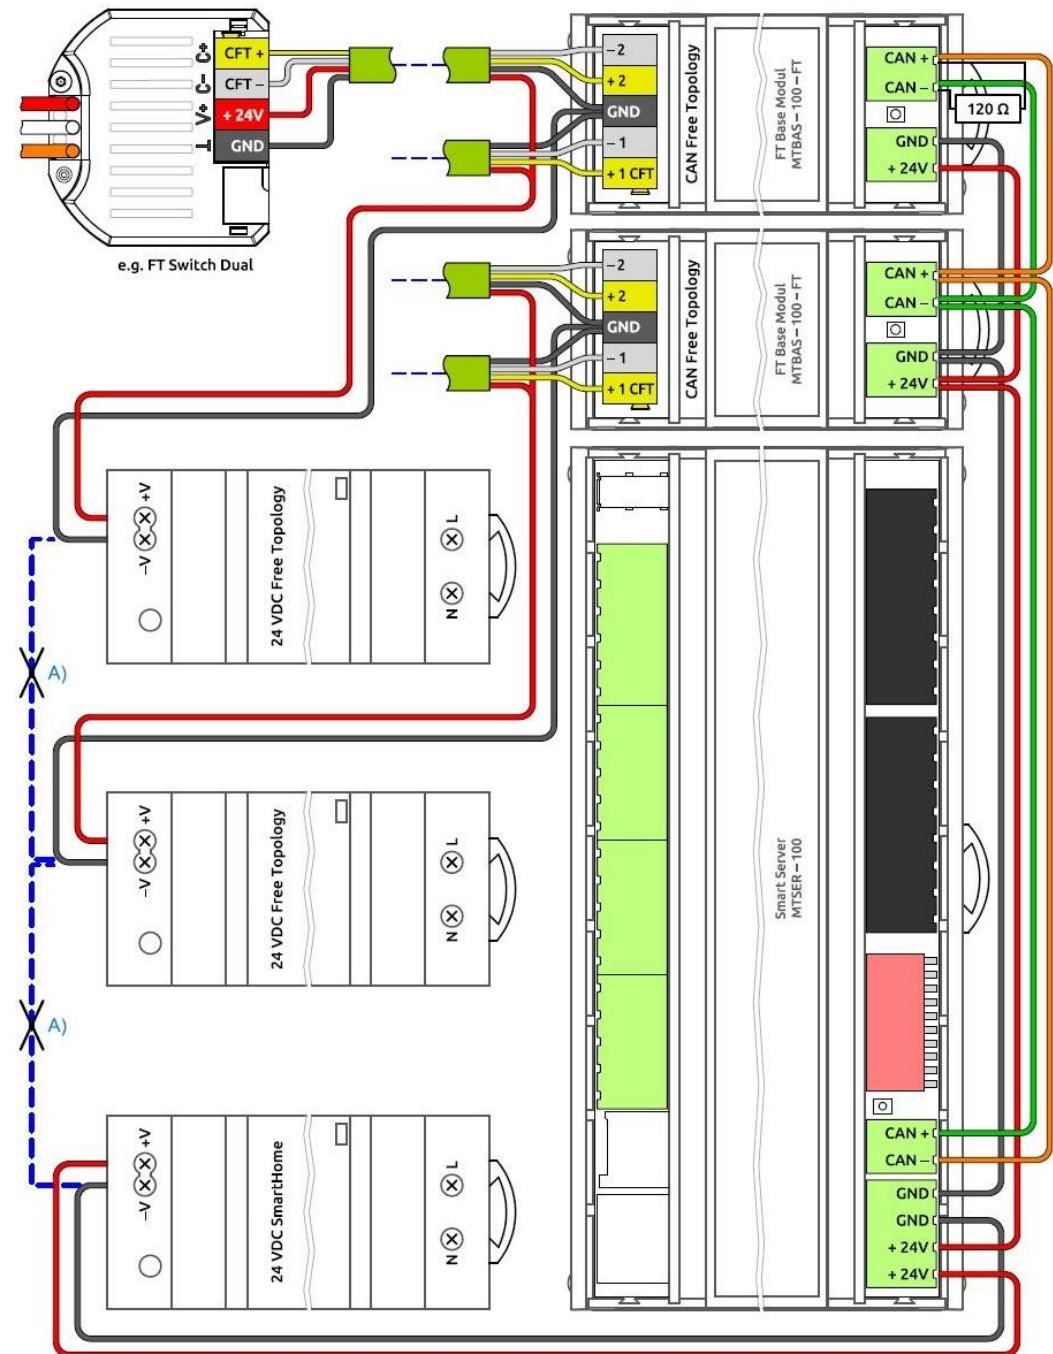 C+
C−
V+
⊥
CFT +
CFT −
+ 24V
GND
e.g. FT Switch Dual
− 2
+ 2
GND
− 1
+ 1 CFT
CAN Free Topology
FT Base Modul
MTBAS−100−FT
CAN +
CAN −
120 Ω
GND
+ 24V
− 2
+ 2
GND
− 1
+ 1 CFT
CAN Free Topology
FT Base Modul
MTBAS−100−FT
CAN +
CAN −
GND
+ 24V
−V
+V
24 VDC Free Topology
N
L
A)
−V
+V
24 VDC Free Topology
N
L
A)
−V
+V
24 VDC SmartHome
N
L
Smart Server
MTSER−100
CAN +
CAN −
GND
GND
+ 24V
+ 24V